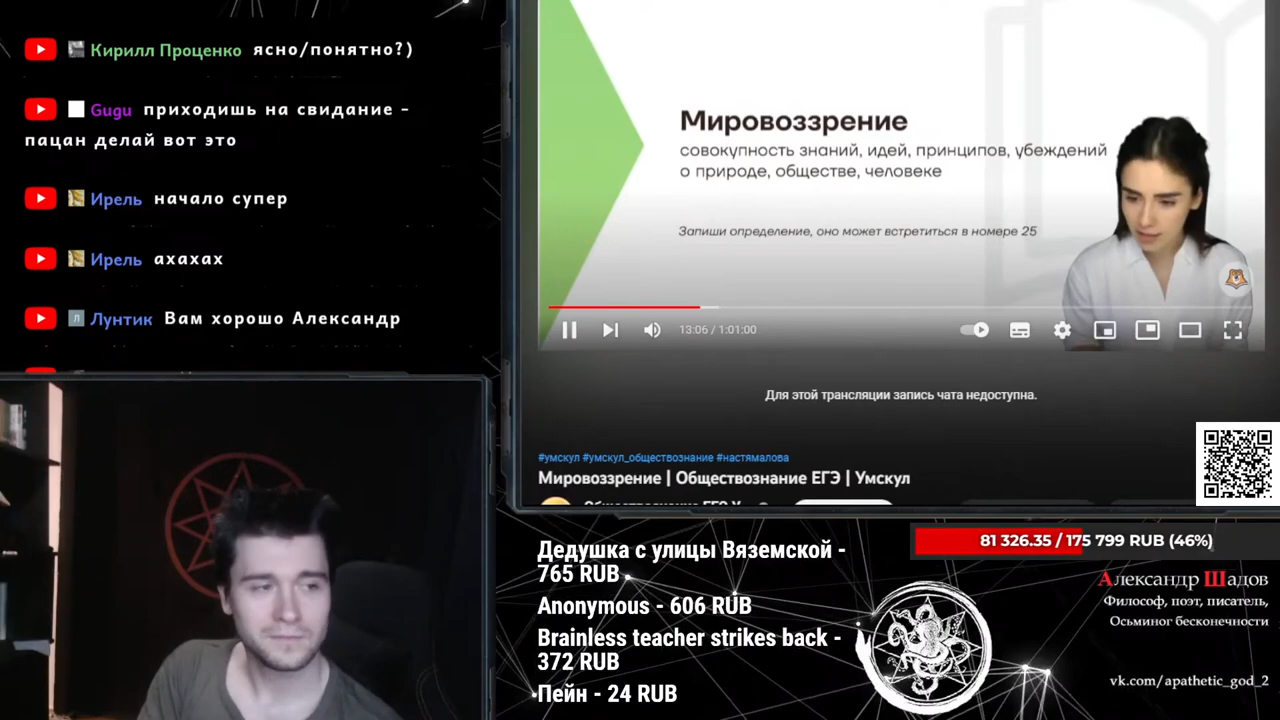 Кирилл Проценко ясно/понятно?)
Gugu приходишь на свидание -
пацан делай вот это
Ирель начало супер
Ирель ахахах
Лунтик Вам хорошо Александр
Мировоззрение
совокупность знаний, идей, принципов, убеждений
о природе, обществе, человеке
Запиши определение, оно может встретиться в номере 25
13:06 / 1:01:00
Для этой трансляции запись чата недоступна.
#умскул #умскул_обществознание #настямалова
Мировоззрение | Обществознание ЕГЭ | Умскул
Дедушка с улицы Вяземской -
765 RUB
Anonymous - 606 RUB
Brainless teacher strikes back -
372 RUB
Пейн - 24 RUB
81 326.35 / 175 799 RUB (46%)
Александр Шадов
Философ, поэт, писатель,
Осьминог бесконечности
vk.com/apathetic_god_2